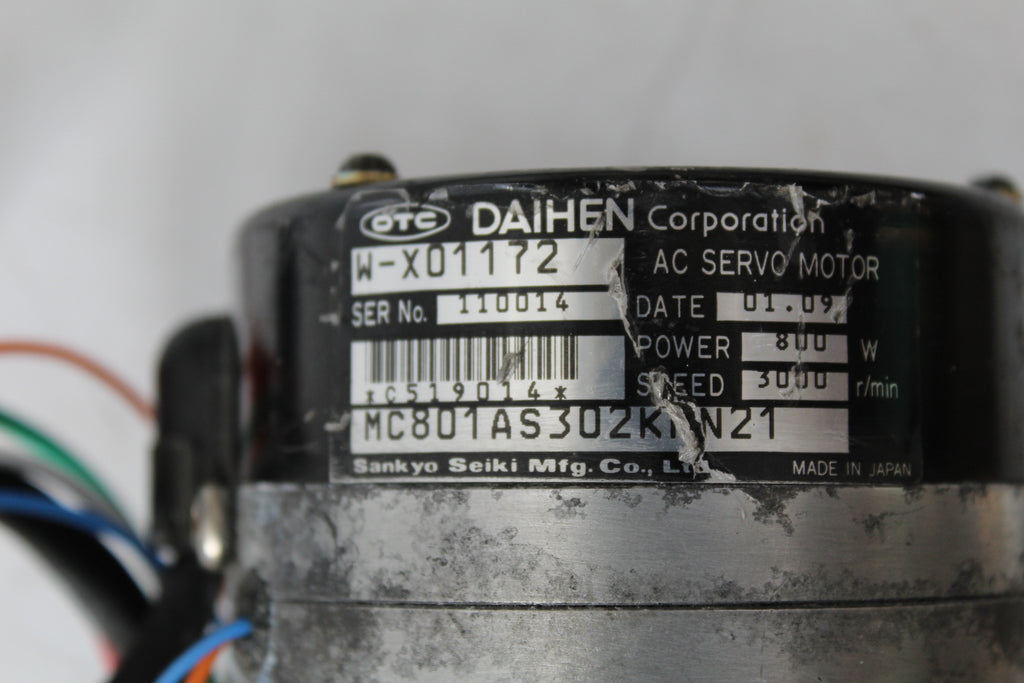 OTC DAIHEN Corporation
W-X01172 AC SERVO MOTOR
SER No. 110014 DATE 01.09
POWER 800 W
*C519014* SPEED 3000 r/min
Sankyo Seiki Mfg. Co., MADE IN JAPAN